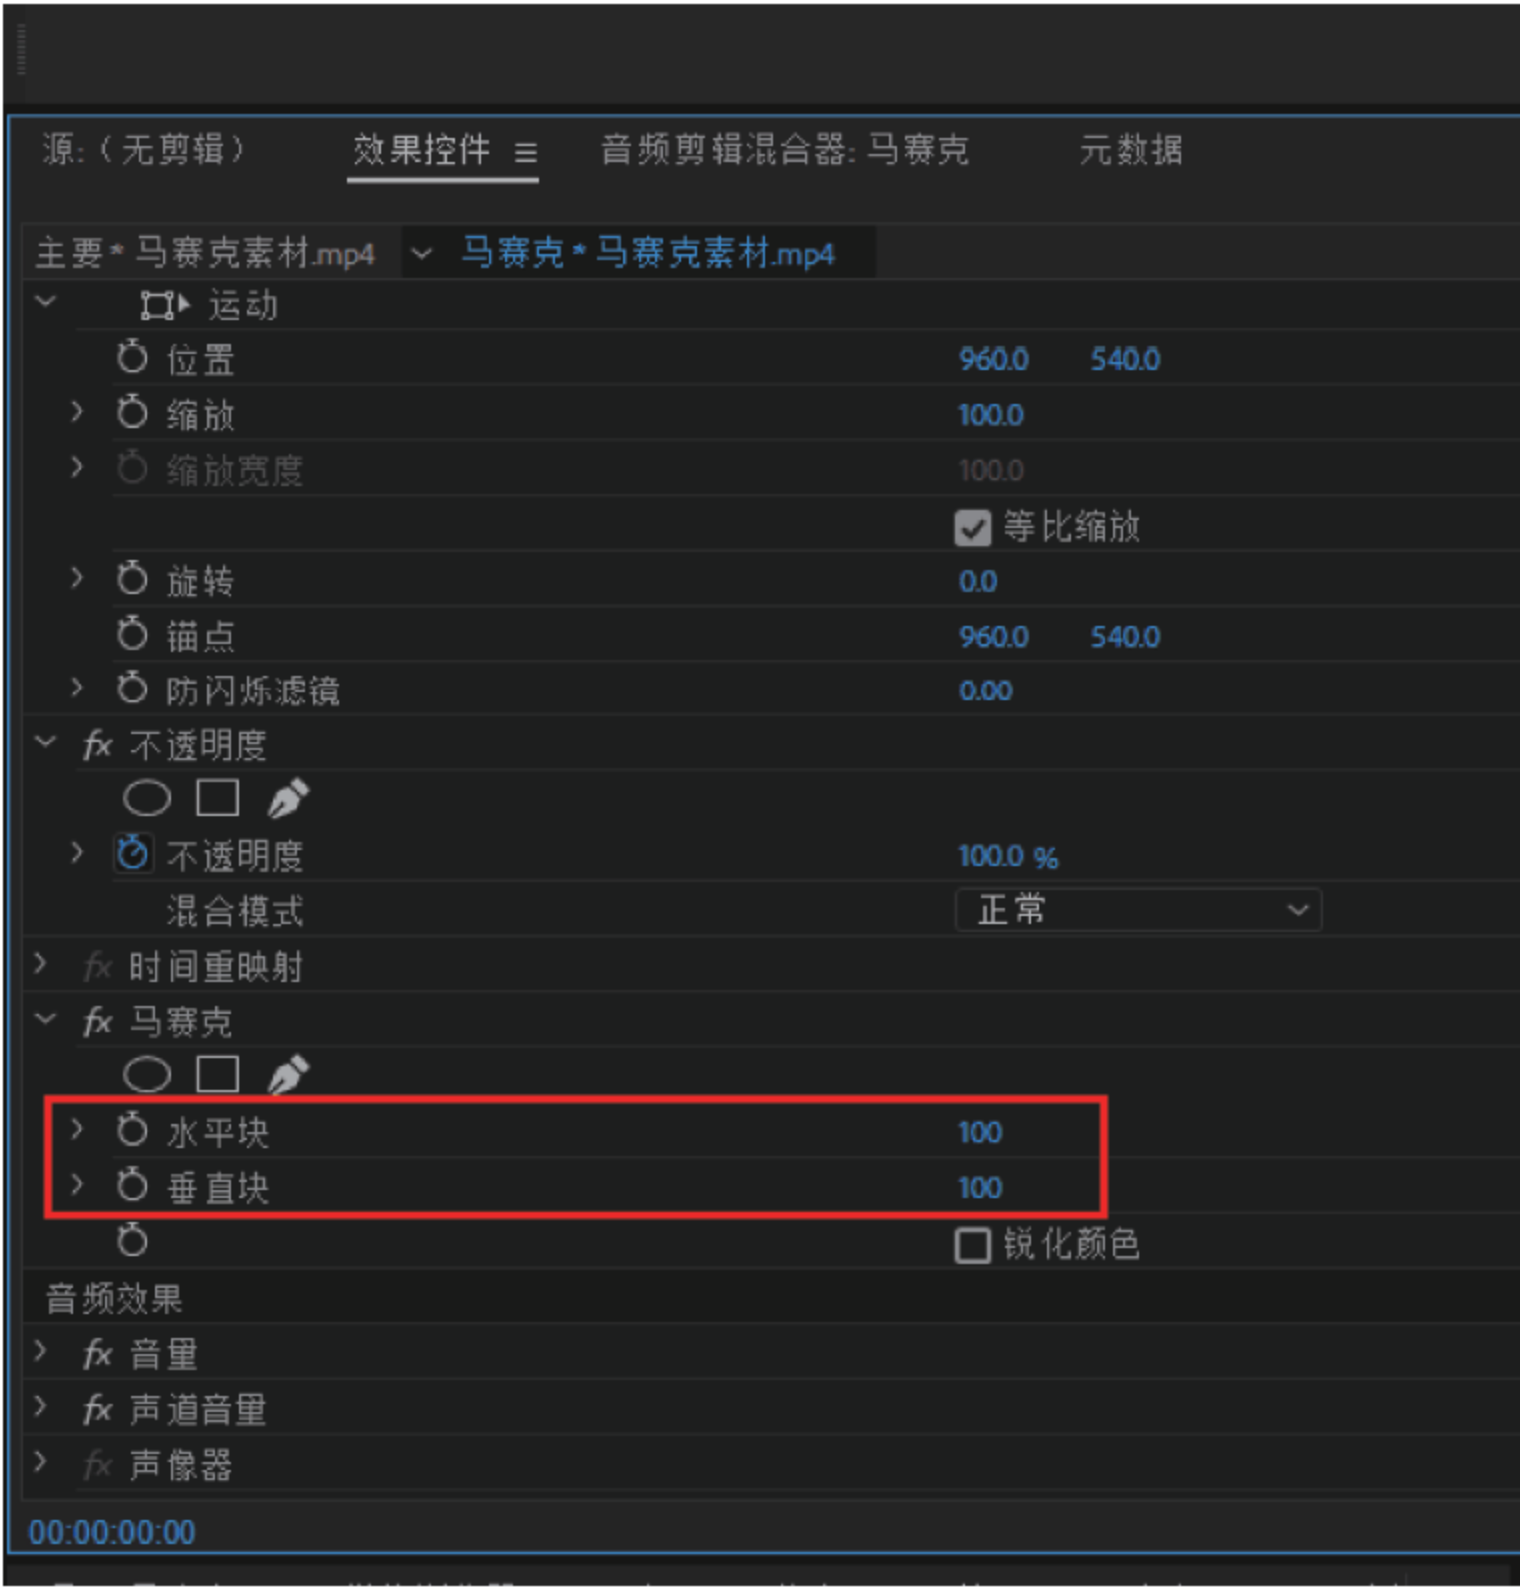 源:（无剪辑） 效果控件 音频剪辑混合器: 马赛克 元数据
主要 * 马赛克素材.mp4 马赛克 * 马赛克素材.mp4
运动
位置 960.0 540.0
缩放 100.0
缩放宽度 100.0
等比缩放
旋转 0.0
锚点 960.0 540.0
防闪烁滤镜 0.00
fx 不透明度
不透明度 100.0 %
混合模式 正常
fx 时间重映射
fx 马赛克
水平块 100
垂直块 100
锐化颜色
音频效果
fx 音量
fx 声道音量
fx 声像器
00:00:00:00